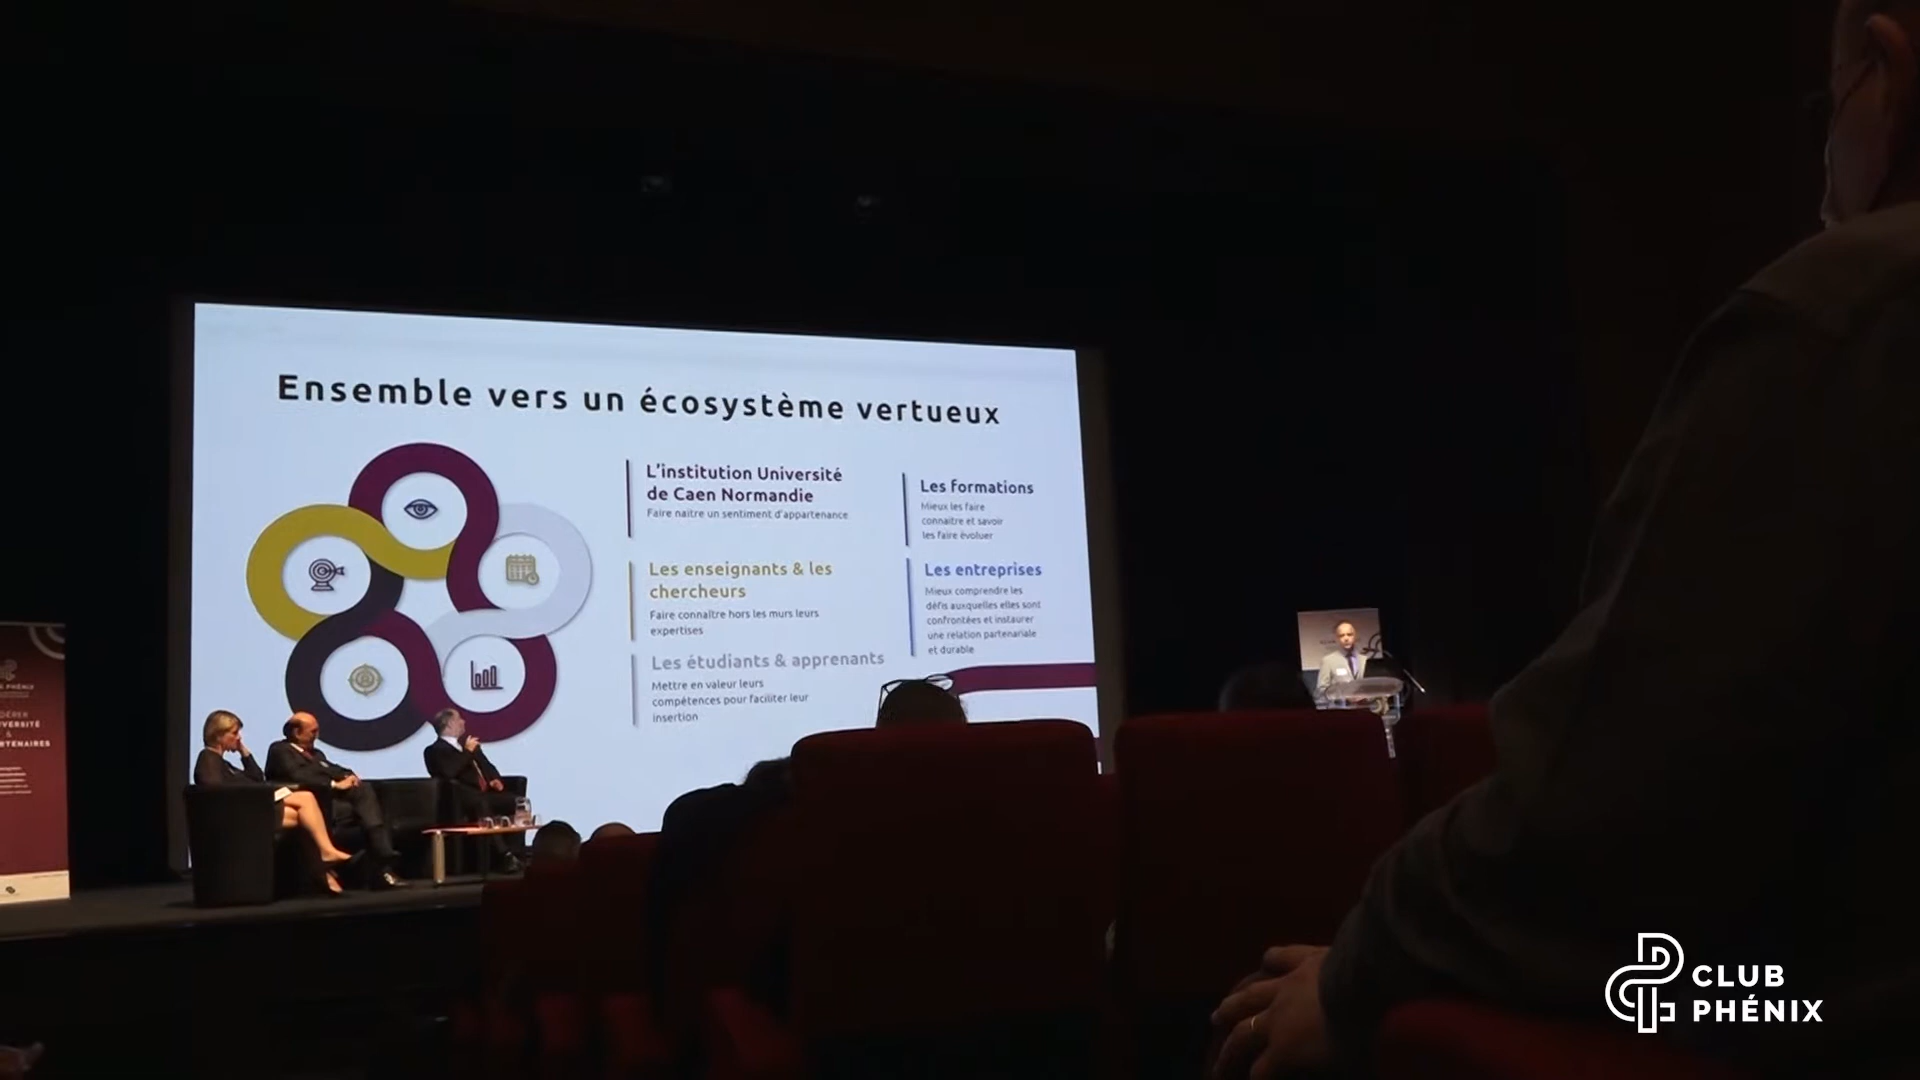 Ensemble vers un écosystème vertueux
L'institution Université
de Caen Normandie
Faire naître un sentiment d'appartenance
Les enseignants & les
chercheurs
Faire connaître hors les murs leurs
expertises
Les étudiants & apprenants
Mettre en valeur leurs
compétences pour faciliter leur
insertion
Les formations
Mieux les faire
connaitre et savoir
les faire évoluer
Les entreprises
Mieux comprendre les
défis auxquelles elles sont
confrontées et instaurer
une relation partenariale
et durable
PHÉNIX
&
CLUB
PHÉNIX